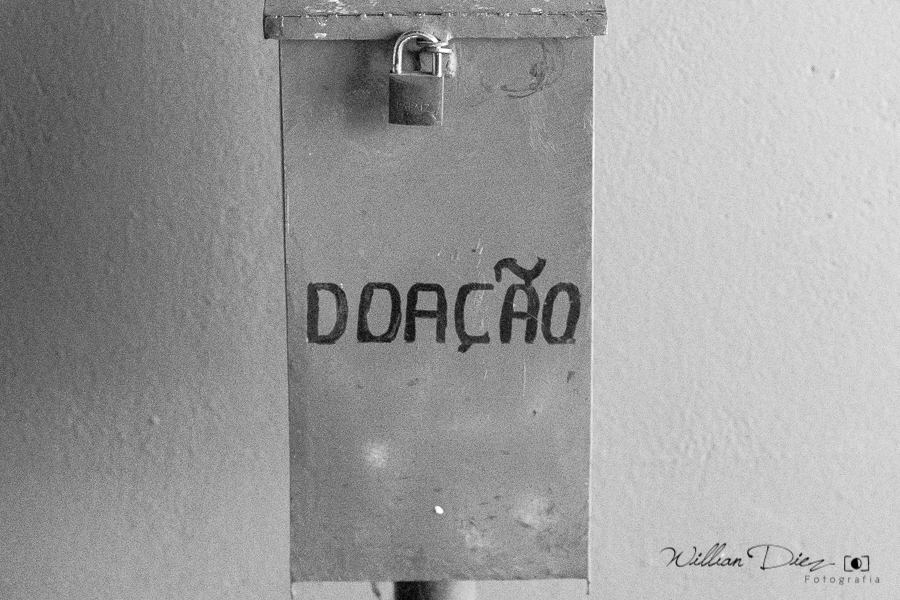 DOAÇÃO
Willian Diez
Fotografia